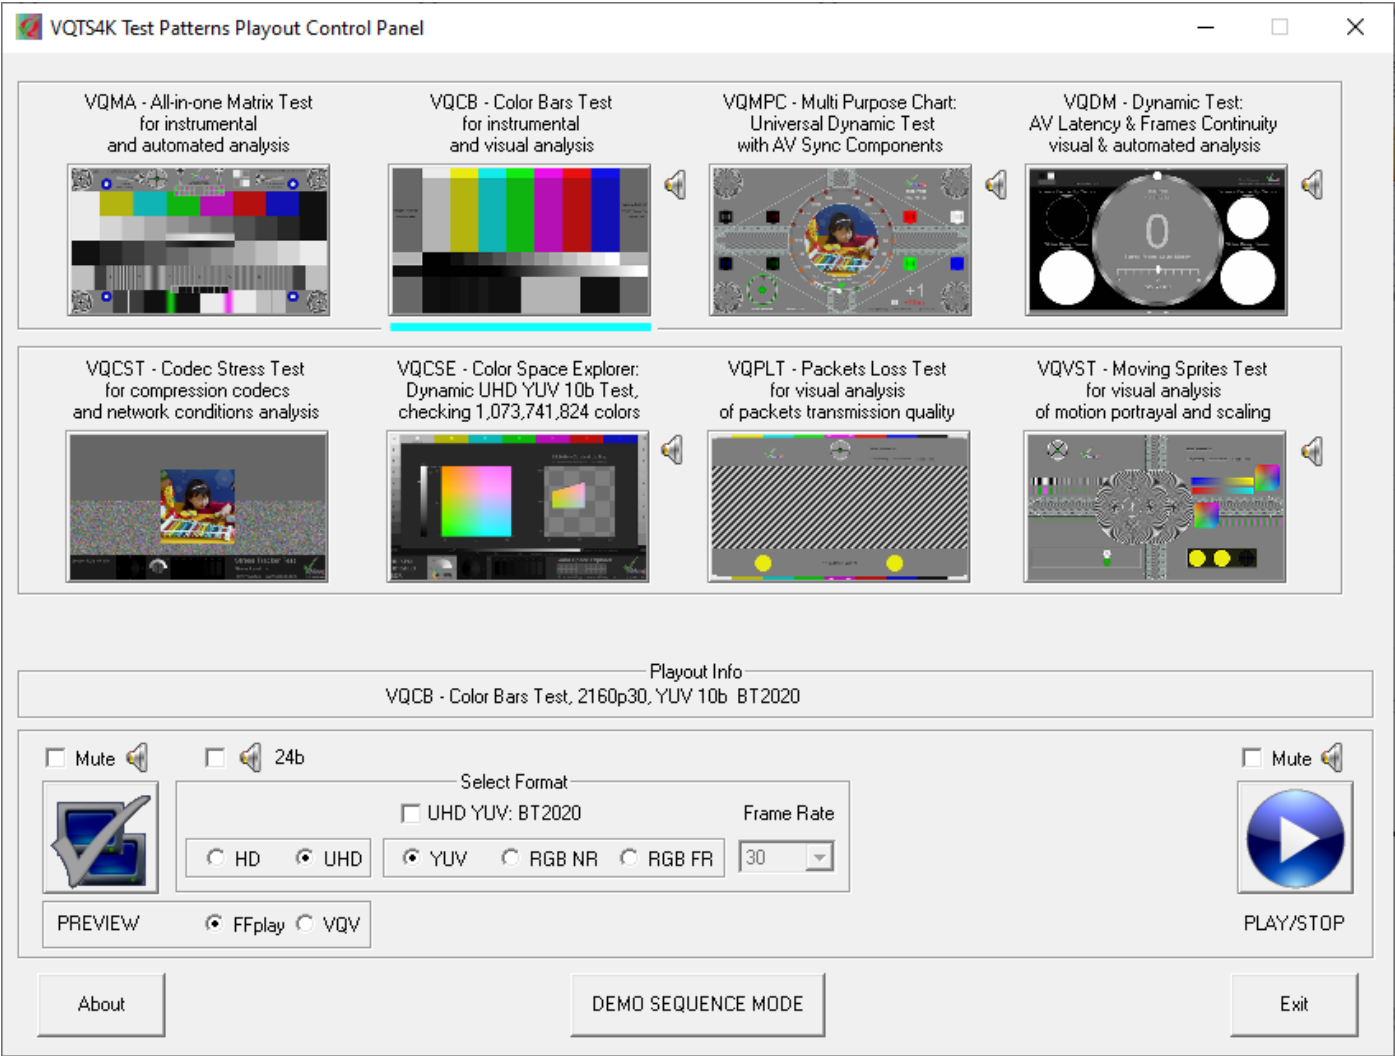 VQTS4K Test Patterns Playout Control Panel
VQMA - All-in-one Matrix Test
for instrumental
and automated analysis
VQCB - Color Bars Test
for instrumental
and visual analysis
VQMPC - Multi Purpose Chart:
Universal Dynamic Test
with AV Sync Components
VQDM - Dynamic Test:
AV Latency & Frames Continuity
visual & automated analysis
+1
0
VQCST - Codec Stress Test
for compression codecs
and network conditions analysis
VQCSE - Color Space Explorer:
Dynamic UHD YUV 10b Test,
checking 1,073,741,824 colors
VQPLT - Packets Loss Test
for visual analysis
of packets transmission quality
VQVST - Moving Sprites Test
for visual analysis
of motion portrayal and scaling
Playout Info
VQCB - Color Bars Test, 2160p30, YUV 10b BT2020
Mute
24b
Mute
Select Format
UHD YUV: BT2020
Frame Rate
HD UHD YUV RGB NR RGB FR 30
PREVIEW
FFplay VQV
PLAY/STOP
About
DEMO SEQUENCE MODE
Exit